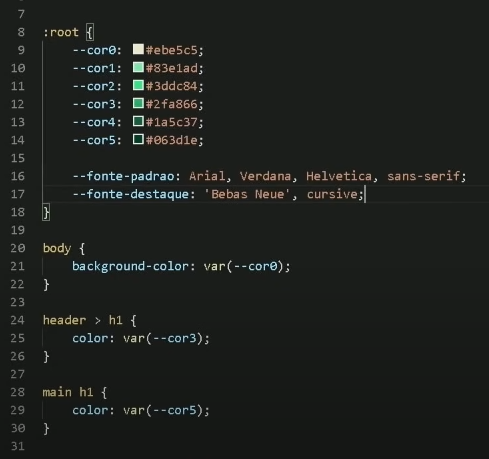 7
8 :root {
9     --cor0: #ebe5c5;
10     --cor1: #83e1ad;
11     --cor2: #3ddc84;
12     --cor3: #2fa866;
13     --cor4: #1a5c37;
14     --cor5: #063d1e;
15
16     --fonte-padrao: Arial, Verdana, Helvetica, sans-serif;
17     --fonte-destaque: 'Bebas Neue', cursive;
18 }
19
20 body {
21     background-color: var(--cor0);
22 }
23
24 header > h1 {
25     color: var(--cor3);
26 }
27
28 main h1 {
29     color: var(--cor5);
30 }
31